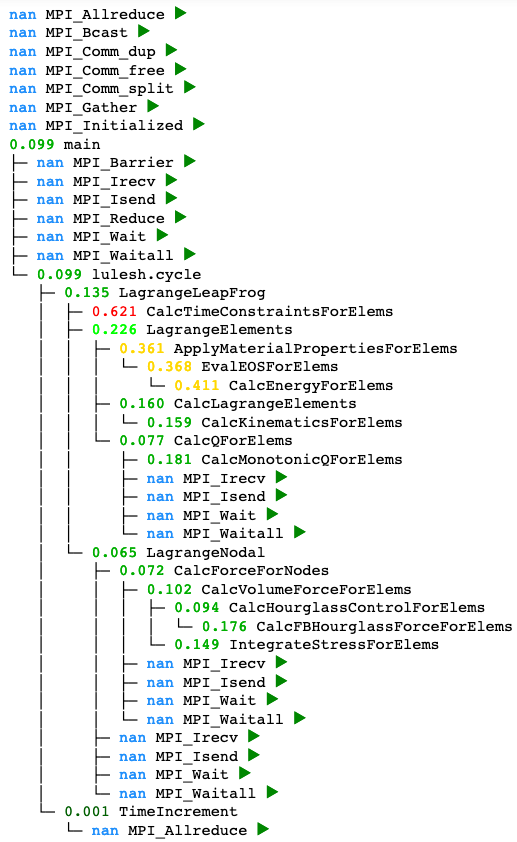 nan MPI_Allreduce ▶
nan MPI_Bcast ▶
nan MPI_Comm_dup ▶
nan MPI_Comm_free ▶
nan MPI_Comm_split ▶
nan MPI_Gather ▶
nan MPI_Initialized ▶
0.099 main
├─ nan MPI_Barrier ▶
├─ nan MPI_Irecv ▶
├─ nan MPI_Isend ▶
├─ nan MPI_Reduce ▶
├─ nan MPI_Wait ▶
├─ nan MPI_Waitall ▶
└─ 0.099 lulesh.cycle
   ├─ 0.135 LagrangeLeapFrog
   │  ├─ 0.621 CalcTimeConstraintsForElems
   │  ├─ 0.226 LagrangeElements
   │  │  ├─ 0.361 ApplyMaterialPropertiesForElems
   │  │  │  └─ 0.368 EvalEOSForElems
   │  │  │     └─ 0.411 CalcEnergyForElems
   │  │  ├─ 0.160 CalcLagrangeElements
   │  │  │  └─ 0.159 CalcKinematicsForElems
   │  │  └─ 0.077 CalcQForElems
   │  │     ├─ 0.181 CalcMonotonicQForElems
   │  │     ├─ nan MPI_Irecv ▶
   │  │     ├─ nan MPI_Isend ▶
   │  │     ├─ nan MPI_Wait ▶
   │  │     └─ nan MPI_Waitall ▶
   │  └─ 0.065 LagrangeNodal
   │     ├─ 0.072 CalcForceForNodes
   │     │  ├─ 0.102 CalcVolumeForceForElems
   │     │  │  ├─ 0.094 CalcHourglassControlForElems
   │     │  │  │  └─ 0.176 CalcFBHourglassForceForElems
   │     │  │  └─ 0.149 IntegrateStressForElems
   │     │  ├─ nan MPI_Irecv ▶
   │     │  ├─ nan MPI_Isend ▶
   │     │  ├─ nan MPI_Wait ▶
   │     │  └─ nan MPI_Waitall ▶
   │     ├─ nan MPI_Irecv ▶
   │     ├─ nan MPI_Isend ▶
   │     ├─ nan MPI_Wait ▶
   │     └─ nan MPI_Waitall ▶
   └─ 0.001 TimeIncrement
      └─ nan MPI_Allreduce ▶